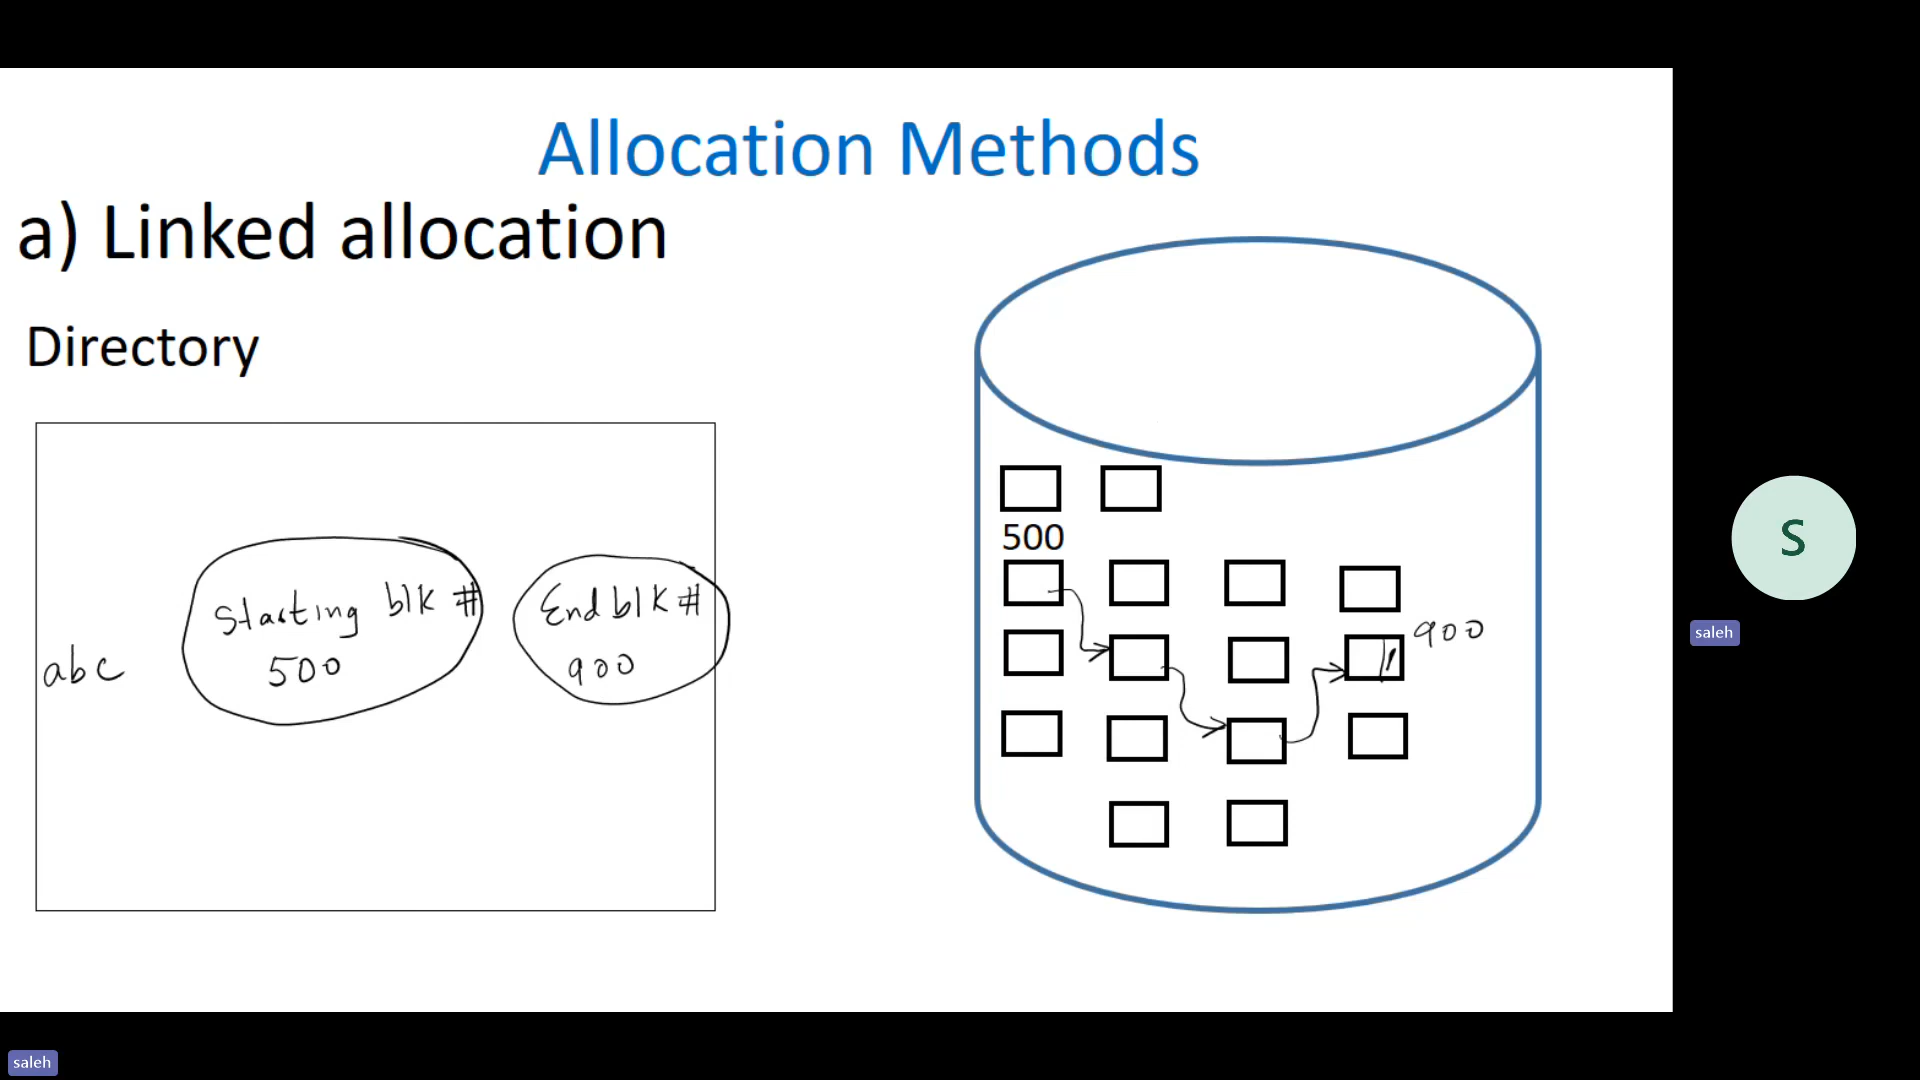 Allocation Methods
a) Linked allocation
Directory
abc
Starting blk #
500
End blk #
900
500
900
S
saleh
saleh